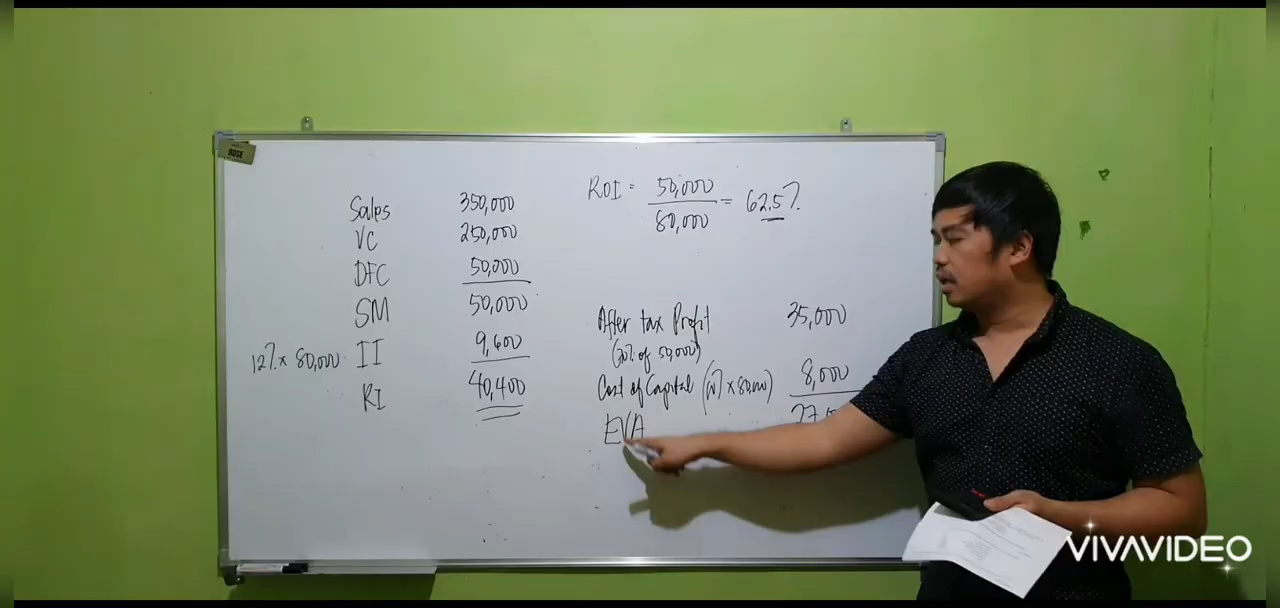 ROSE
Sales 350,000
VC 250,000
DFC 50,000
SM 50,000
12% x 80,000 II 9,600
RI 40,400
ROI = 50,000 / 80,000 = 62.5%
After tax Profit 35,000
(70% of 50,000)
Cost of Capital (10% x 80,000) 8,000
EVA
VIVAVIDEO